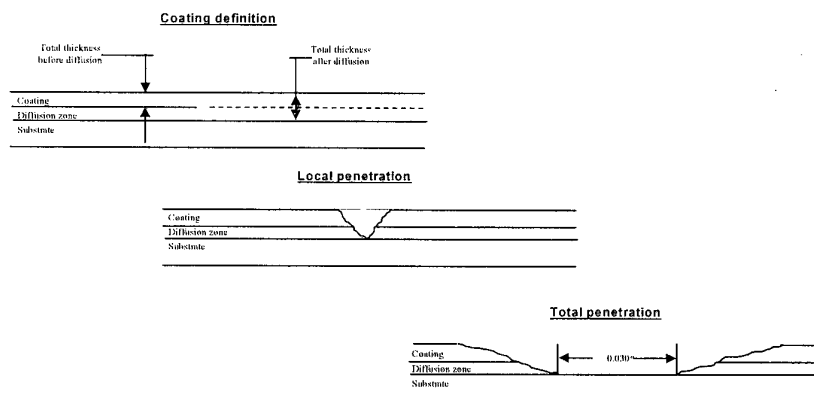 Coating definition
Total thickness
before diffusion
Total thickness
after diffusion
Coating
Diffusion zone
Substrate
Local penetration
Coating
Diffusion zone
Substrate
Total penetration
Coating
0.030"
Diffusion zone
Substrate